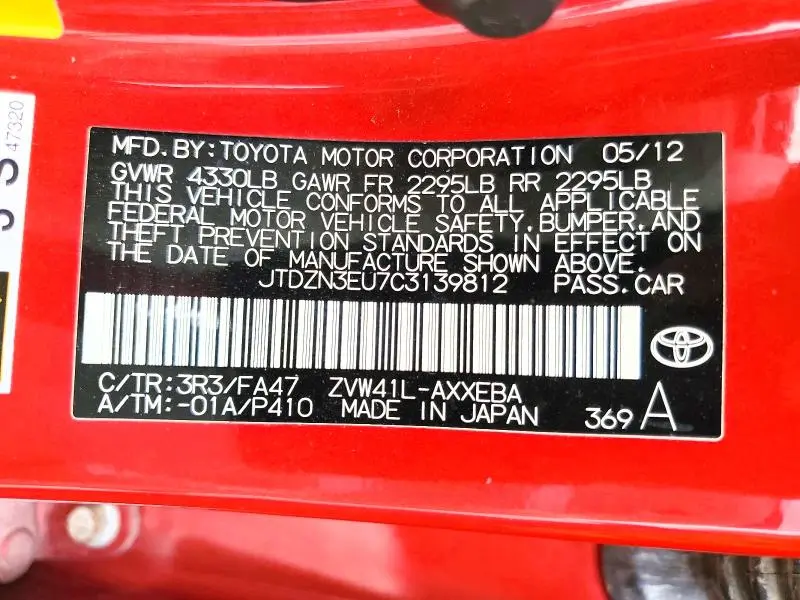 47320
MFD.BY:TOYOTA MOTOR CORPORATION 05/12
GVWR 4330LB GAWR FR 2295LB RR 2295LB
THIS VEHICLE CONFORMS TO ALL APPLICABLE
FEDERAL MOTOR VEHICLE SAFETY,BUMPER,AND
THEFT PREVENTION STANDARDS IN EFFECT ON
THE DATE OF MANUFACTURE SHOWN ABOVE.
JTDZN3EU7C3139812 PASS.CAR
C/TR:3R3/FA47 ZVW41L-AXXEBA
A/TM:-01A/P410 MADE IN JAPAN 369 A